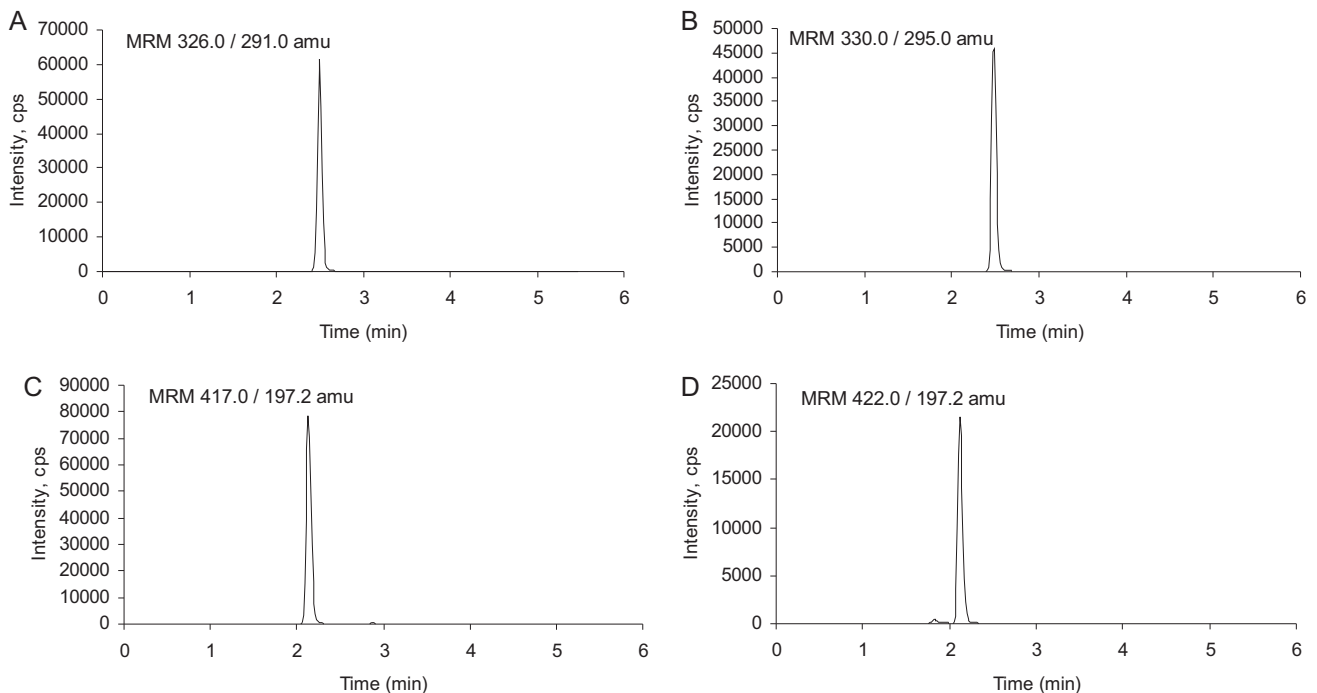 A
MRM 326.0 / 291.0 amu
Intensity, cps
70000
60000
50000
40000
30000
20000
10000
0
0 1 2 3 4 5 6
Time (min)
B
MRM 330.0 / 295.0 amu
Intensity, cps
50000
45000
40000
35000
30000
25000
20000
15000
10000
5000
0
0 1 2 3 4 5 6
Time (min)
C
MRM 417.0 / 197.2 amu
Intensity, cps
90000
80000
70000
60000
50000
40000
30000
20000
10000
0
0 1 2 3 4 5 6
Time (min)
D
MRM 422.0 / 197.2 amu
Intensity, cps
25000
20000
15000
10000
5000
0
0 1 2 3 4 5 6
Time (min)